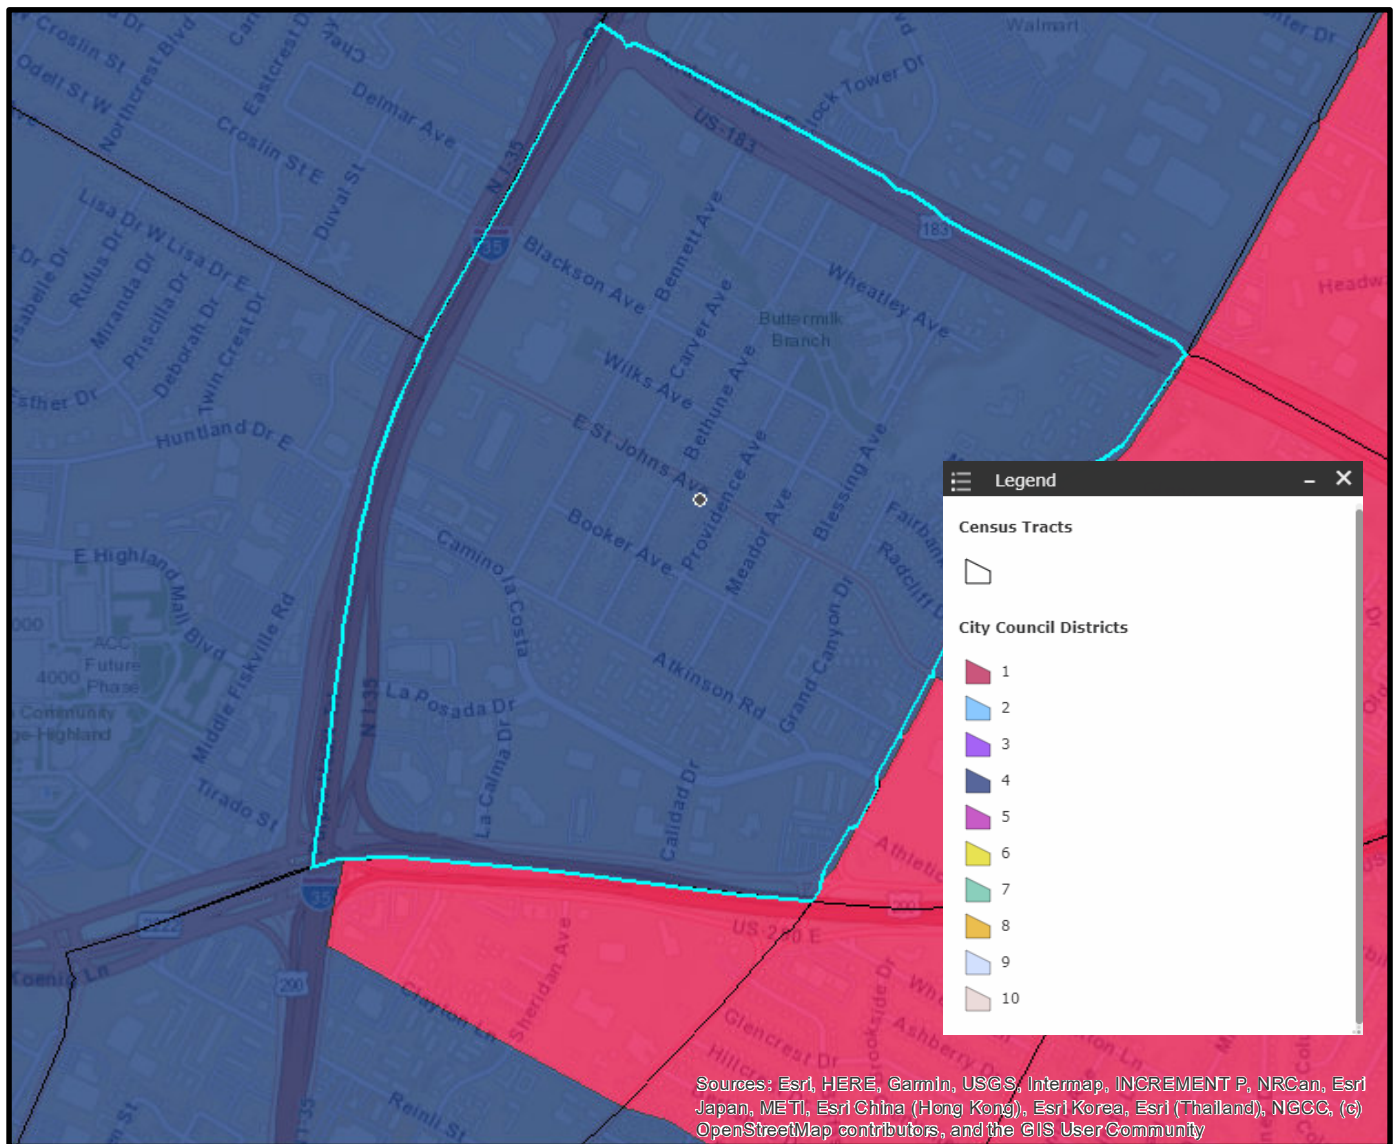 Walmart
Croslin St
Odell St W
Northcrest Blvd
Eastcrest D
Delmar Ave
Croslin St E
Duval St
Lisa Dr W Lisa Dr E
Rufus Dr
Miranda Dr
Priscilla Dr
Deborah Dr
Twin Crest Dr
Huntland Dr E
N I-35
35
US-183
183
ock Tower Dr
Blackson Ave
Bennett Ave
Carver Ave
Wheatley Ave
Buttermilk
Branch
Wilks Ave
Bethune Ave
E St Johns Ave
Providence Ave
Blessing Ave
Meador Ave
Booker Ave
Camino la Costa
Grand Canyon Dr
Atkinson Rd
E Highland
Mall Blvd
ACC
Future
4000 Phase
Community
ge-Highland
Middle Fiskville Rd
Tirado St
N I-35
La Posada Dr
La Calma Dr
Calidad Dr
35
290
Koenig Ln
290
US-290 E
Clayton Ln
Sheridan Ave
Reinli St
Glencrest Dr
Ashberry D
Legend
Census Tracts
City Council Districts
1
2
3
4
5
6
7
8
9
10
Sources: Esri, HERE, Garmin, USGS, Intermap, INCREMENT P, NRCan, Esri
Japan, METI, Esri China (Hong Kong), Esri Korea, Esri (Thailand), NGCC, (c)
OpenStreetMap contributors, and the GIS User Community